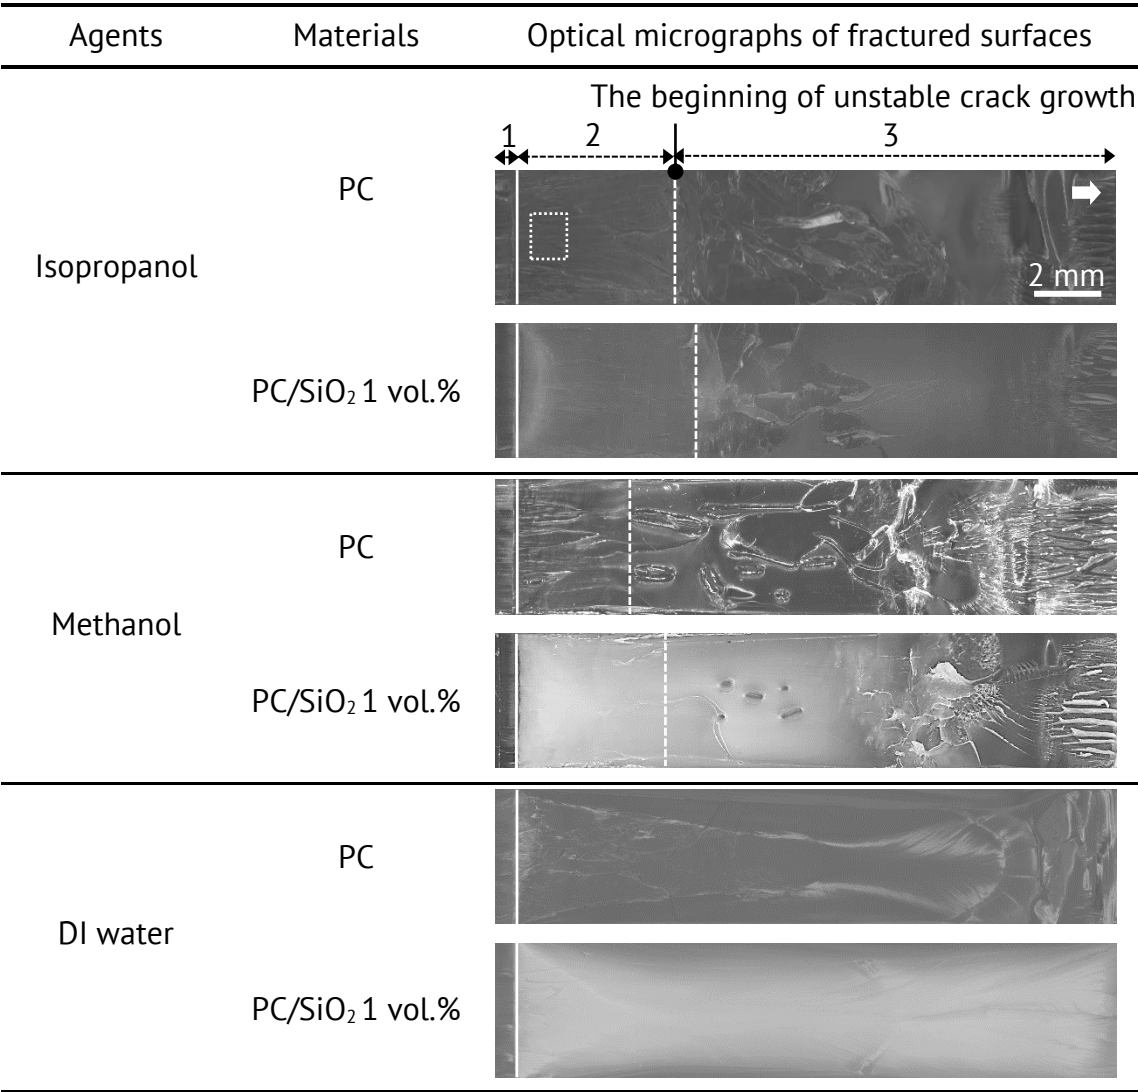 Agents Materials Optical micrographs of fractured surfaces
The beginning of unstable crack growth
1 2 3
PC
Isopropanol
2 mm
PC/SiO₂ 1 vol.%
PC
Methanol
PC/SiO₂ 1 vol.%
PC
DI water
PC/SiO₂ 1 vol.%